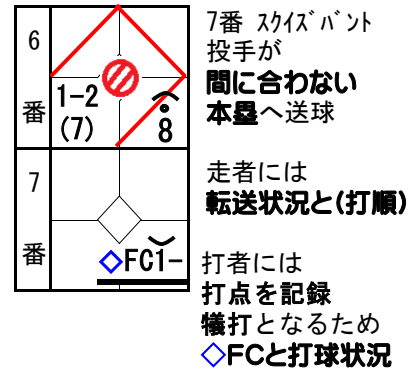 6
番
1-2
(7)
8
7
番
◇FC1-
7番 スクイズバント
投手が
間に合わない
本塁へ送球
走者には
転送状況と(打順)
打者には
打点を記録
犠打となるため
◇FCと打球状況